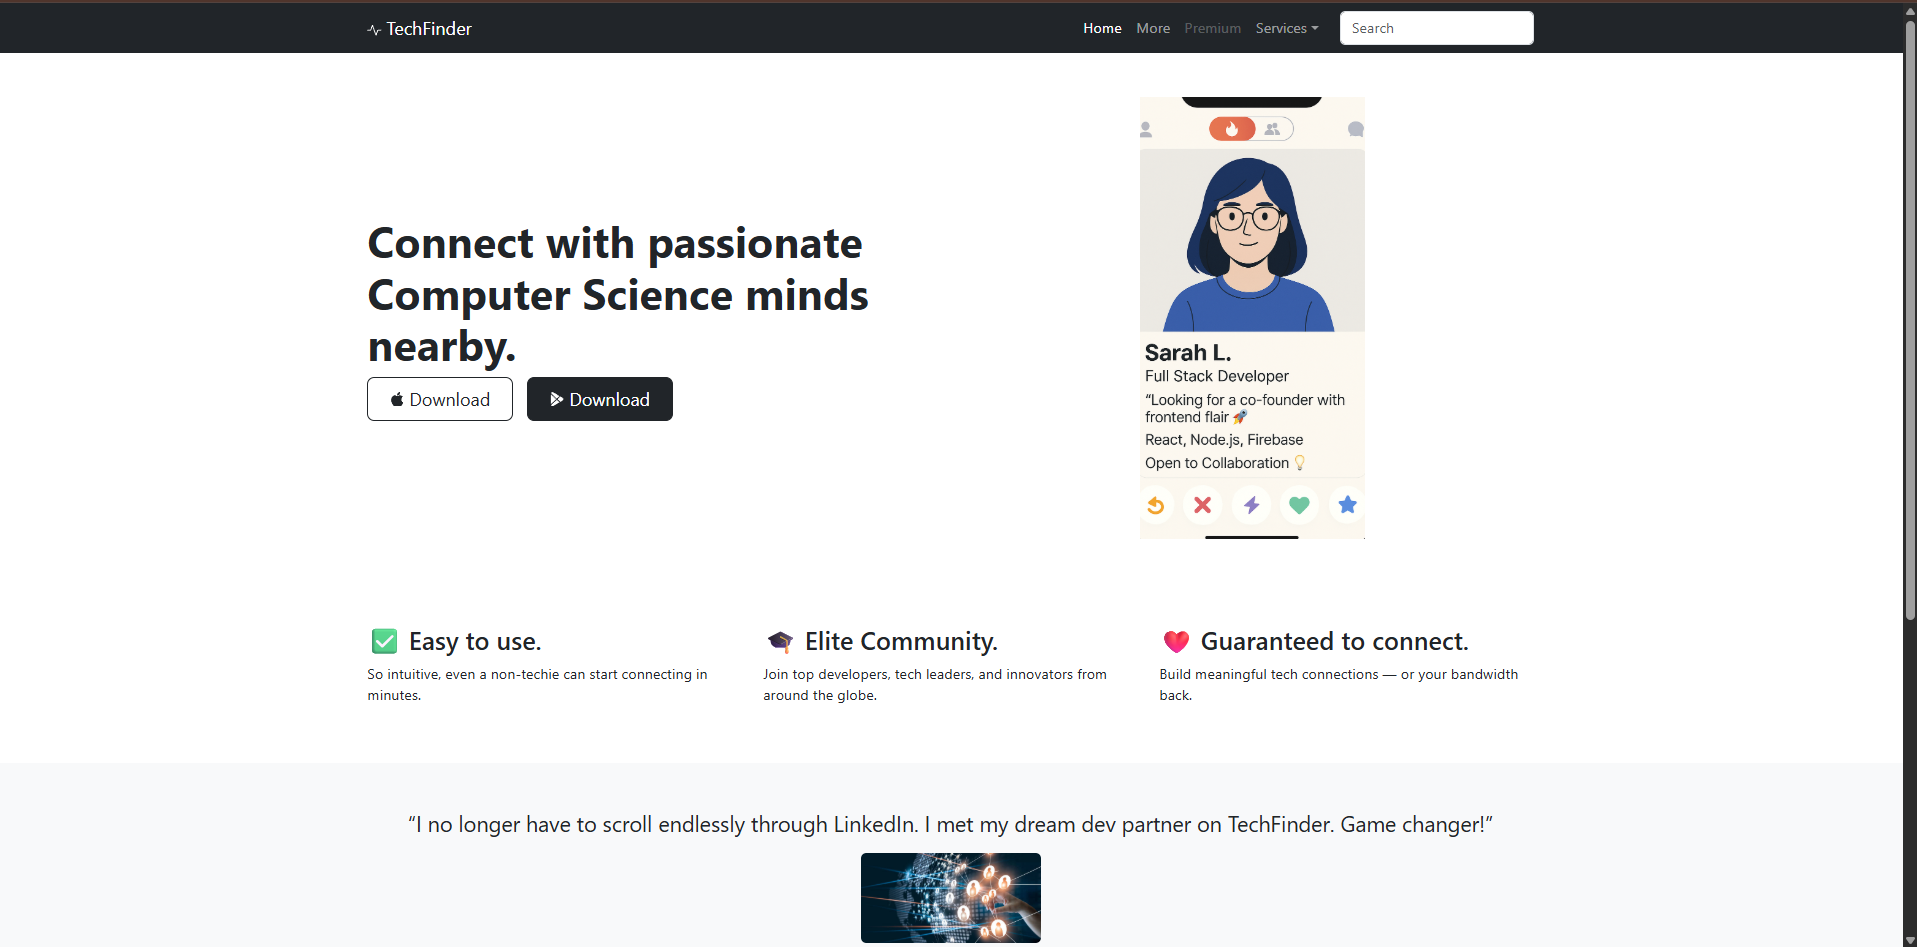 TechFinder
Home More Premium Services Search
Connect with passionate
Computer Science minds
nearby.
Download Download
Sarah L.
Full Stack Developer
“Looking for a co-founder with
frontend flair 🚀
React, Node.js, Firebase
Open to Collaboration 💡
✅ Easy to use.
So intuitive, even a non-techie can start connecting in
minutes.
🎓 Elite Community.
Join top developers, tech leaders, and innovators from
around the globe.
❤️ Guaranteed to connect.
Build meaningful tech connections — or your bandwidth
back.
“I no longer have to scroll endlessly through LinkedIn. I met my dream dev partner on TechFinder. Game changer!”